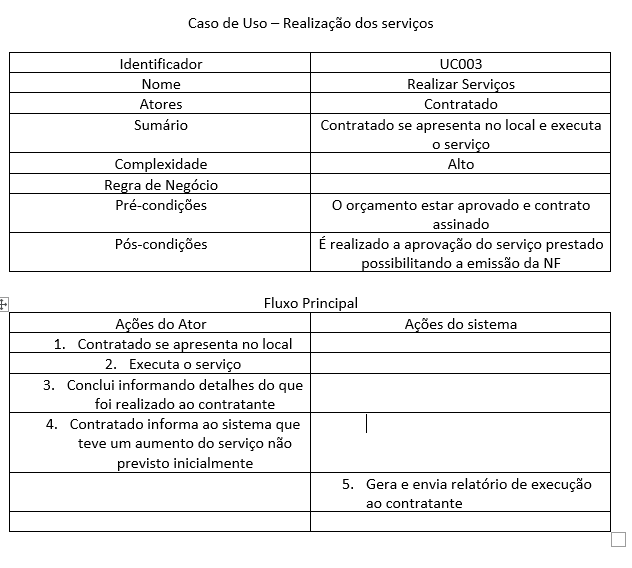 Caso de Uso – Realização dos serviços
Identificador UC003
Nome Realizar Serviços
Atores Contratado
Sumário Contratado se apresenta no local e executa
o serviço
Complexidade Alto
Regra de Negócio
Pré-condições O orçamento estar aprovado e contrato
assinado
Pós-condições É realizado a aprovação do serviço prestado
possibilitando a emissão da NF
Fluxo Principal
Ações do Ator Ações do sistema
1. Contratado se apresenta no local
2. Executa o serviço
3. Conclui informando detalhes do que
foi realizado ao contratante
4. Contratado informa ao sistema que
teve um aumento do serviço não
previsto inicialmente
5. Gera e envia relatório de execução
ao contratante